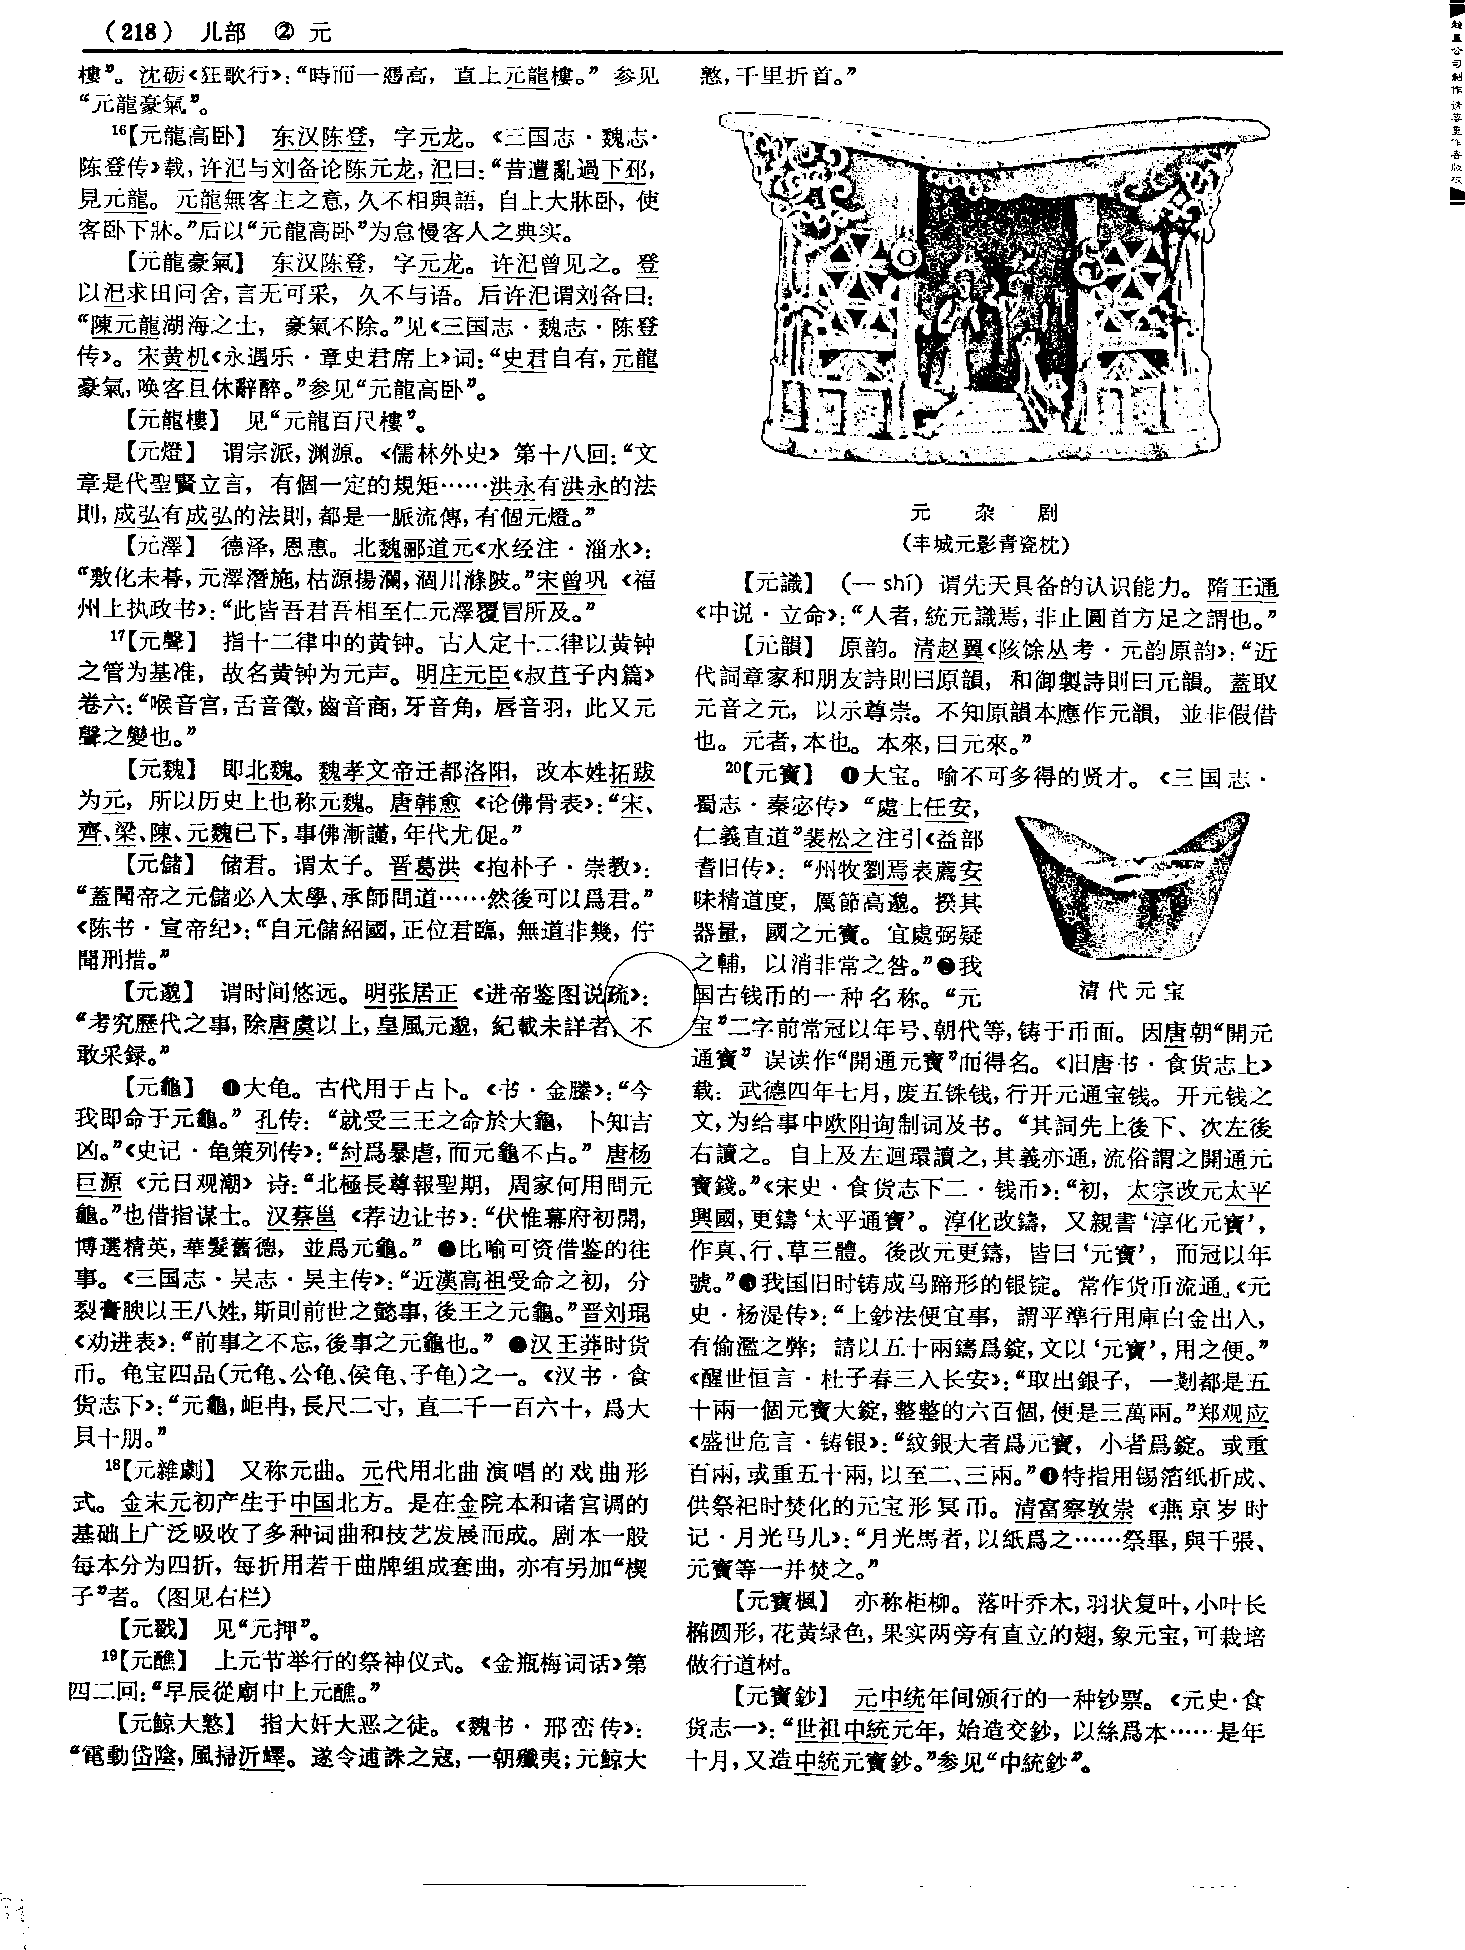 （218） 儿部 ② 元
樓”。沈砺《狂歌行》：“時而一憑高，直上元龍樓。”参见
“元龍豪氣”。
16【元龍高卧】 东汉陈登，字元龙。《三国志·魏志·
陈登传》载，许汜与刘备论陈元龙，汜曰：“昔遭亂過下邳，
見元龍。元龍無客主之意，久不相與語，自上大牀卧，使
客卧下牀。”后以“元龍高卧”为怠慢客人之典实。
【元龍豪氣】 东汉陈登，字元龙。许汜曾见之。登
以汜求田问舍，言无可采，久不与语。后许汜谓刘备曰：
“陳元龍湖海之士，豪氣不除。”见《三国志·魏志·陈登
传》。宋黄机《永遇乐·章史君席上》词：“史君自有，元龍
豪氣，唤客且休辭醉。”参见“元龍高卧”。
【元龍樓】 见“元龍百尺樓”。
【元燈】 谓宗派，渊源。《儒林外史》第十八回：“文
章是代聖賢立言，有個一定的規矩……洪永有洪永的法
則，成弘有成弘的法則，都是一脈流傳，有個元燈。”
【元澤】 德泽，恩惠。北魏郦道元《水经注·淄水》：
“敷化未朞，元澤潛施，枯源揚瀾，涸川滌陂。”宋曾巩《福
州上执政书》：“此皆吾君吾相至仁元澤覆冒所及。”
17【元聲】 指十二律中的黄钟。古人定十二律以黄钟
之管为基准，故名黄钟为元声。明庄元臣《叔苴子内篇》
卷六：“喉音宫，舌音徵，齒音商，牙音角，唇音羽，此又元
聲之變也。”
【元魏】 即北魏。魏孝文帝迁都洛阳，改本姓拓跋
为元，所以历史上也称元魏。唐韩愈《论佛骨表》：“宋、
齊、梁、陳、元魏已下，事佛漸謹，年代尤促。”
【元儲】 储君。谓太子。晋葛洪《抱朴子·崇教》：
“蓋聞帝之元儲必入太學、承師問道……然後可以爲君。”
《陈书·宣帝纪》：“自元儲紹國，正位君臨，無道非幾，佇
聞刑措。”
【元邈】 谓时间悠远。明张居正《进帝鉴图说疏》：
“考究歷代之事，除唐虞以上，皇風元邈，紀載未詳者，不
敢采録。”
【元龜】 ❶大龟。古代用于占卜。《书·金縢》：“今
我即命于元龜。”孔传：“就受三王之命於大龜，卜知吉
凶。”《史记·龟策列传》：“紂爲暴虐，而元龜不占。”唐杨
巨源《元日观潮》诗：“北極長尊報聖期，周家何用問元
龜。”也借指谋士。汉蔡邕《荐边让书》：“伏惟幕府初開，
博選精英，華髮舊德，並爲元龜。”❷比喻可资借鉴的往
事。《三国志·吴志·吴主传》：“近漢高祖受命之初，分
裂膏腴以王八姓，斯則前世之懿事，後王之元龜。”晋刘琨
《劝进表》：“前事之不忘，後事之元龜也。”❸汉王莽时货
币。龟宝四品（元龟、公龟、侯龟、子龟）之一。《汉书·食
货志下》：“元龜，岠冉，長尺二寸，直二千一百六十，爲大
貝十朋。”
18【元雜劇】 又称元曲。元代用北曲演唱的戏曲形
式。金末元初产生于中国北方。是在金院本和诸宫调的
基础上广泛吸收了多种词曲和技艺发展而成。剧本一般
每本分为四折，每折用若干曲牌组成套曲，亦有另加“楔
子”者。（图见右栏）
【元戳】 见“元押”。
19【元醮】 上元节举行的祭神仪式。《金瓶梅词话》第
四二回：“早辰從廟中上元醮。”
【元鯨大憝】 指大奸大恶之徒。《魏书·邢峦传》：
“電動岱陰，風掃沂嶧。遂令逋誅之寇，一朝殲夷；元鯨大
憝，千里折首。”
元 杂 剧
（丰城元影青瓷枕）
【元識】 （—shí）谓先天具备的认识能力。隋王通
《中说·立命》：“人者，統元識焉，非止圓首方足之謂也。”
【元韻】 原韵。清赵翼《陔馀丛考·元韵原韵》：“近
代詞章家和朋友詩則曰原韻，和御製詩則曰元韻。蓋取
元音之元，以示尊崇。不知原韻本應作元韻，並非假借
也。元者，本也。本來，曰元來。”
20【元寶】 ❶大宝。喻不可多得的贤才。《三国志·
蜀志·秦宓传》“處士任安，
仁義直道”裴松之注引《益部
耆旧传》：“州牧劉焉表薦安
味精道度，厲節高邈。揆其
器量，國之元寶。宜處弼疑
之輔，以消非常之咎。”❷我
国古钱币的一种名称。“元
清代元宝
宝”二字前常冠以年号、朝代等，铸于币面。因唐朝“開元
通寶”误读作“開通元寶”而得名。《旧唐书·食货志上》
载：武德四年七月，废五铢钱，行开元通宝钱。开元钱之
文，为给事中欧阳询制词及书。“其詞先上後下、次左後
右讀之。自上及左迴環讀之，其義亦通，流俗謂之開通元
寶錢。”《宋史·食货志下二·钱币》：“初，太宗改元太平
興國，更鑄‘太平通寶’。淳化改鑄，又親書‘淳化元寶’，
作真、行、草三體。後改元更鑄，皆曰‘元寶’，而冠以年
號。”❸我国旧时铸成马蹄形的银锭。常作货币流通。《元
史·杨湜传》：“上鈔法便宜事，謂平準行用庫白金出入，
有偷濫之弊；請以五十兩鑄爲錠，文以‘元寶’，用之便。”
《醒世恒言·杜子春三入长安》：“取出銀子，一剗都是五
十兩一個元寶大錠，整整的六百個，便是三萬兩。”郑观应
《盛世危言·铸银》：“紋銀大者爲元寶，小者爲錠。或重
百兩，或重五十兩，以至二、三兩。”❹特指用锡箔纸折成、
供祭祀时焚化的元宝形冥币。清富察敦崇《燕京岁时
记·月光马儿》：“月光馬者，以紙爲之……祭畢，與千張、
元寶等一并焚之。”
【元寶楓】 亦称柜柳。落叶乔木，羽状复叶，小叶长
椭圆形，花黄绿色，果实两旁有直立的翅，象元宝，可栽培
做行道树。
【元寶鈔】 元中统年间颁行的一种钞票。《元史·食
货志一》：“世祖中統元年，始造交鈔，以絲爲本……是年
十月，又造中統元寶鈔。”参见“中統鈔”。